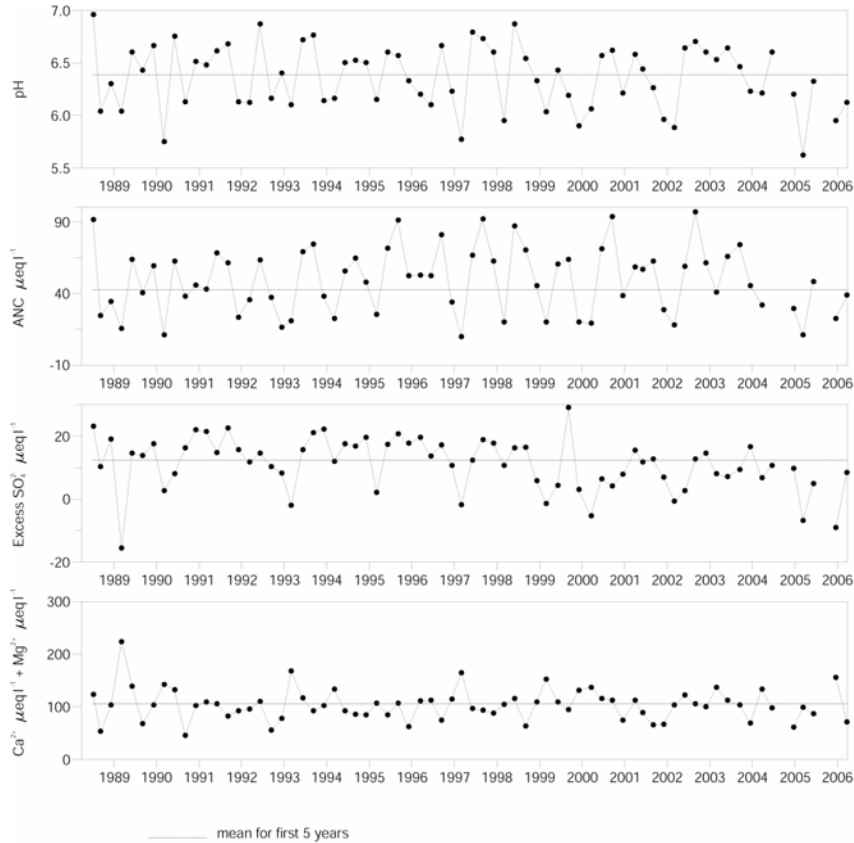 7.0
6.5
6.0
5.5
pH
1989 1990 1991 1992 1993 1994 1995 1996 1997 1998 1999 2000 2001 2002 2003 2004 2005 2006
90
40
-10
ANC μeq l⁻¹
1989 1990 1991 1992 1993 1994 1995 1996 1997 1998 1999 2000 2001 2002 2003 2004 2005 2006
20
0
-20
Excess SO₄²⁻ μeq l⁻¹
1989 1990 1991 1992 1993 1994 1995 1996 1997 1998 1999 2000 2001 2002 2003 2004 2005 2006
300
200
100
0
Ca²⁺ μeq l⁻¹ + Mg²⁺ μeq l⁻¹
1989 1990 1991 1992 1993 1994 1995 1996 1997 1998 1999 2000 2001 2002 2003 2004 2005 2006
mean for first 5 years